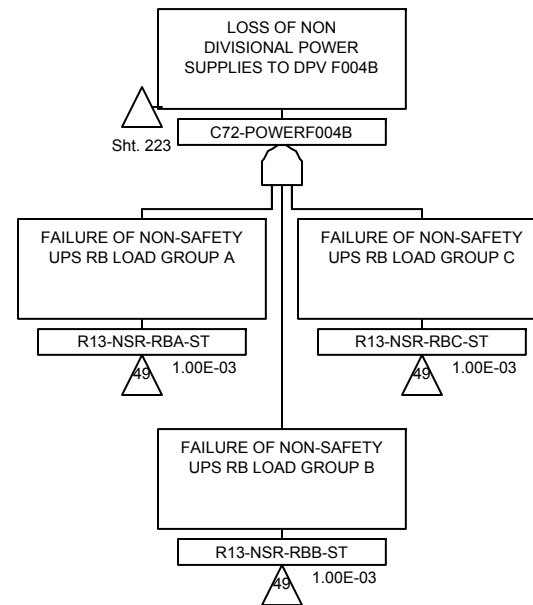 LOSS OF NON
DIVISIONAL POWER
SUPPLIES TO DPV F004B
Sht. 223
C72-POWERF004B
FAILURE OF NON-SAFETY
UPS RB LOAD GROUP A
R13-NSR-RBA-ST
49
1.00E-03
FAILURE OF NON-SAFETY
UPS RB LOAD GROUP C
R13-NSR-RBC-ST
49
1.00E-03
FAILURE OF NON-SAFETY
UPS RB LOAD GROUP B
R13-NSR-RBB-ST
49
1.00E-03